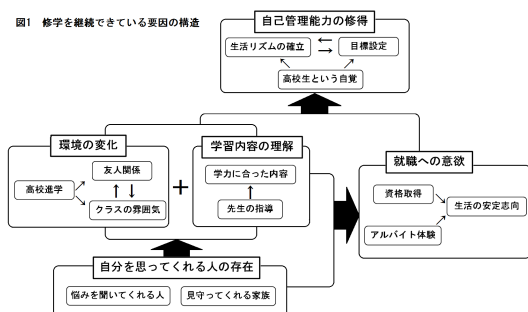 図1 修学を継続できている要因の構造
自己管理能力の修得
生活リズムの確立
目標設定
高校生という自覚
環境の変化
友人関係
高校進学
クラスの雰囲気
+
学習内容の理解
学力に合った内容
先生の指導
就職への意欲
資格取得
生活の安定志向
アルバイト体験
自分を思ってくれる人の存在
悩みを聞いてくれる人
見守ってくれる家族